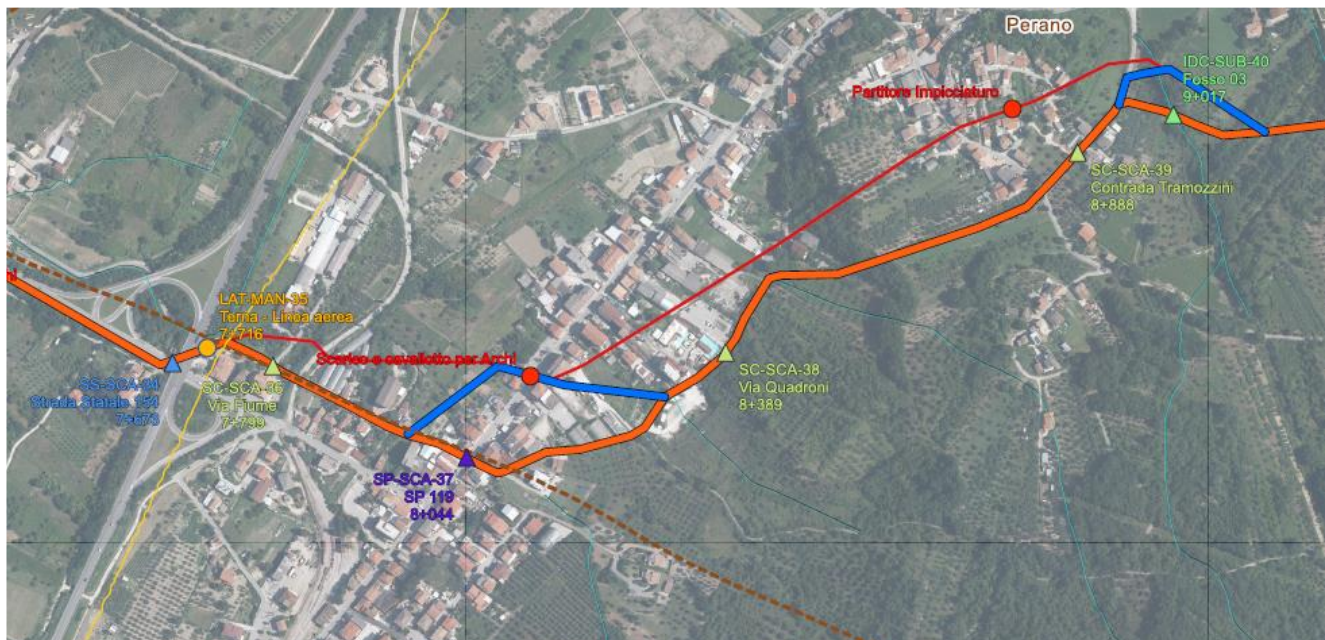 Perano
IDC-SUB-40
Fosso 03
9+017
Partitore Impicciaturo
SC-SCA-39
Contrada Tramozzini
8+888
LAT-MAN-35
Terna - Linea aerea
7+716
Scarico e cavallotto per Archi
SS-SCA-34
Strada Statale 154
7+673
SC-SCA-36
Via Fiume
7+799
SC-SCA-38
Via Quadroni
8+389
SP-SCA-37
SP 119
8+044